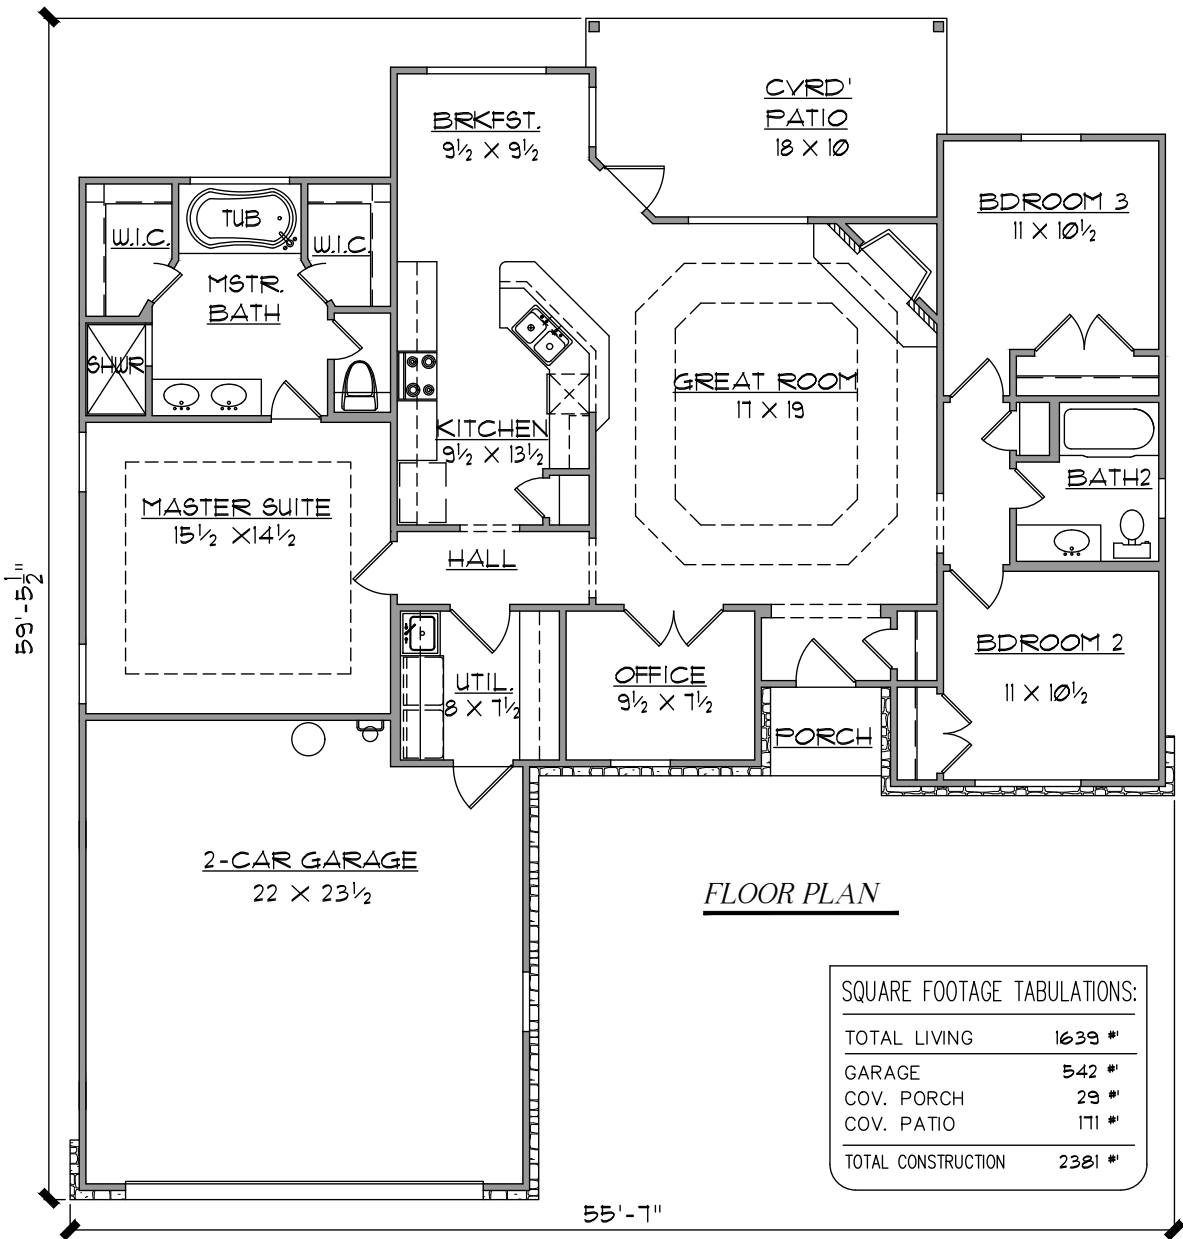 CVRD'
PATIO
18 X 10
BRKFST.
9½ X 9½
BDROOM 3
11 X 10½
TUB
W.I.C.
W.I.C.
MSTR.
BATH
SHWR
GREAT ROOM
17 X 19
KITCHEN
9½ X 13½
BATH2
MASTER SUITE
15½ X14½
HALL
59'-5½"
BDROOM 2
11 X 10½
OFFICE
9½ X 7½
UTIL.
8 X 7½
PORCH
2-CAR GARAGE
22 X 23½
FLOOR PLAN
SQUARE FOOTAGE TABULATIONS:
TOTAL LIVING 1639 #'
GARAGE 542 #'
COV. PORCH 29 #'
COV. PATIO 171 #'
TOTAL CONSTRUCTION 2381 #'
55'-7"